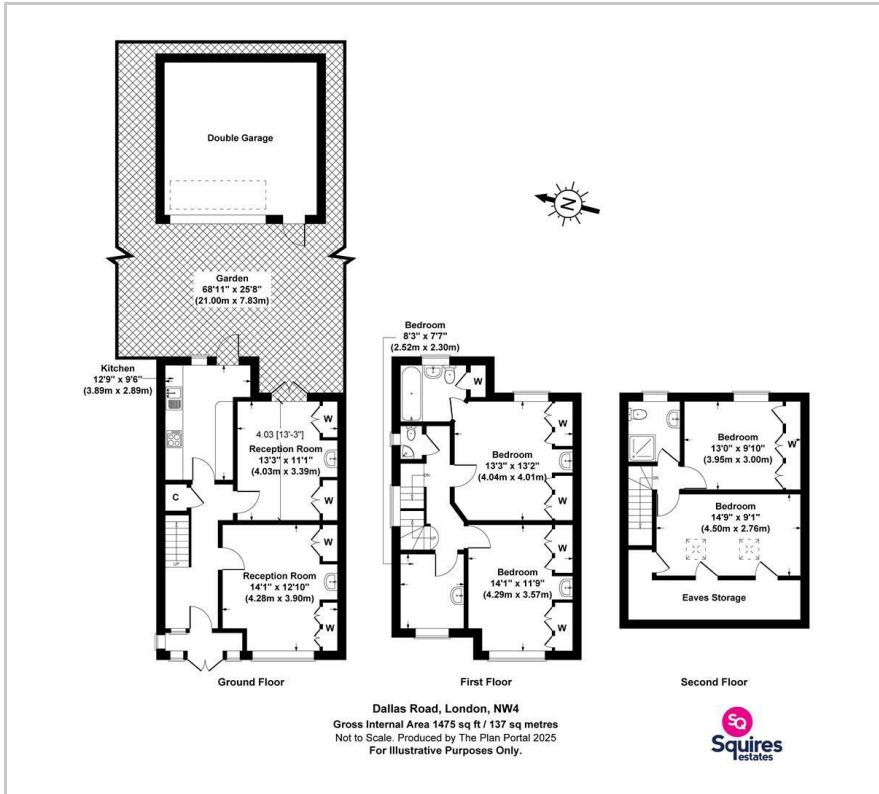 Double Garage
N
Garden
68'11" x 25'8"
(21.00m x 7.83m)
Kitchen
12'9" x 9'6"
(3.89m x 2.89m)
W
4.03 [13'-3"]
Reception Room
13'3" x 11'1"
(4.03m x 3.39m)
W
C
W
UP
Reception Room
14'1" x 12'10"
(4.28m x 3.90m)
W
Ground Floor
Bedroom
8'3" x 7'7"
(2.52m x 2.30m)
W
W
DN
Bedroom
13'3" x 13'2"
(4.04m x 4.01m)
W
UP
W
Bedroom
14'1" x 11'9"
(4.29m x 3.57m)
W
First Floor
Bedroom
13'0" x 9'10"
(3.95m x 3.00m)
W
DN
Bedroom
14'9" x 9'1"
(4.50m x 2.76m)
Eaves Storage
Second Floor
Dallas Road, London, NW4
Gross Internal Area 1475 sq ft / 137 sq metres
Not to Scale. Produced by The Plan Portal 2025
For Illustrative Purposes Only.
SQ
Squires
estates